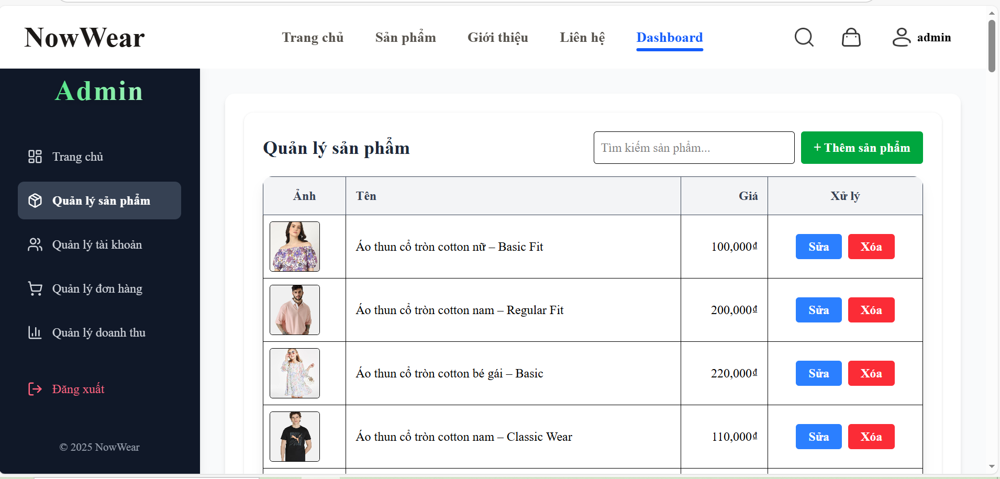 NowWear
Trang chủ
Sản phẩm
Giới thiệu
Liên hệ
Dashboard
admin
Admin
Trang chủ
Quản lý sản phẩm
Quản lý tài khoản
Quản lý đơn hàng
Quản lý doanh thu
Đăng xuất
© 2025 NowWear
Quản lý sản phẩm
Tìm kiếm sản phẩm...
+ Thêm sản phẩm
Ảnh Tên Giá Xử lý
Áo thun cổ tròn cotton nữ – Basic Fit 100,000₫ Sửa Xóa
Áo thun cổ tròn cotton nam – Regular Fit 200,000₫ Sửa Xóa
Áo thun cổ tròn cotton bé gái – Basic 220,000₫ Sửa Xóa
Áo thun cổ tròn cotton nam – Classic Wear 110,000₫ Sửa Xóa